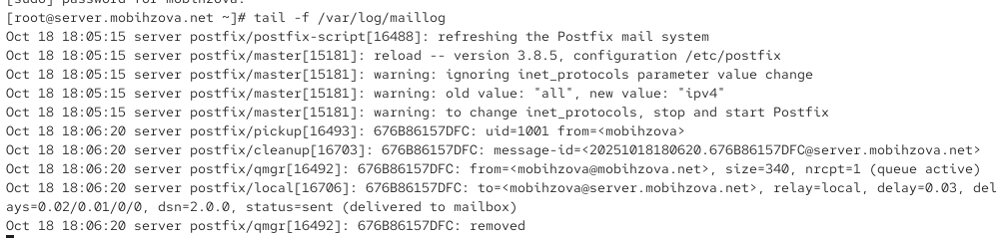 [sudo] password for mobihzova:
[root@server.mobihzova.net ~]# tail -f /var/log/maillog
Oct 18 18:05:15 server postfix/postfix-script[16488]: refreshing the Postfix mail system
Oct 18 18:05:15 server postfix/master[15181]: reload -- version 3.8.5, configuration /etc/postfix
Oct 18 18:05:15 server postfix/master[15181]: warning: ignoring inet_protocols parameter value change
Oct 18 18:05:15 server postfix/master[15181]: warning: old value: "all", new value: "ipv4"
Oct 18 18:05:15 server postfix/master[15181]: warning: to change inet_protocols, stop and start Postfix
Oct 18 18:06:20 server postfix/pickup[16493]: 676B86157DFC: uid=1001 from=<mobihzova>
Oct 18 18:06:20 server postfix/cleanup[16703]: 676B86157DFC: message-id=<20251018180620.676B86157DFC@server.mobihzova.net>
Oct 18 18:06:20 server postfix/qmgr[16492]: 676B86157DFC: from=<mobihzova@mobihzova.net>, size=340, nrcpt=1 (queue active)
Oct 18 18:06:20 server postfix/local[16706]: 676B86157DFC: to=<mobihzova@server.mobihzova.net>, relay=local, delay=0.03, del
ays=0.02/0.01/0/0, dsn=2.0.0, status=sent (delivered to mailbox)
Oct 18 18:06:20 server postfix/qmgr[16492]: 676B86157DFC: removed